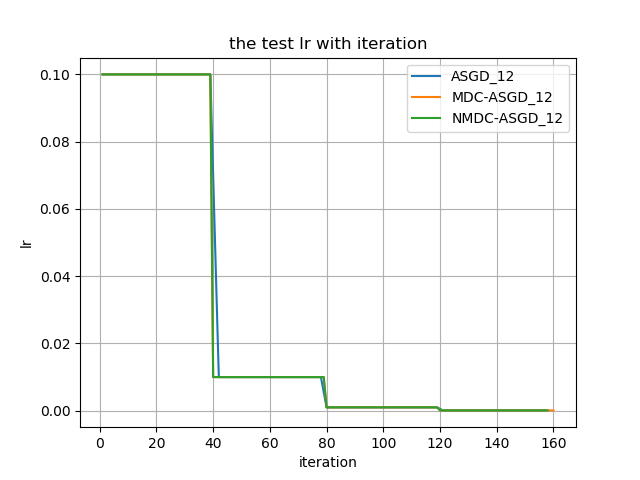 the test lr with iteration
ASGD_12
MDC-ASGD_12
NMDC-ASGD_12
0.10
0.08
0.06
0.04
0.02
0.00
lr
0 20 40 60 80 100 120 140 160
iteration